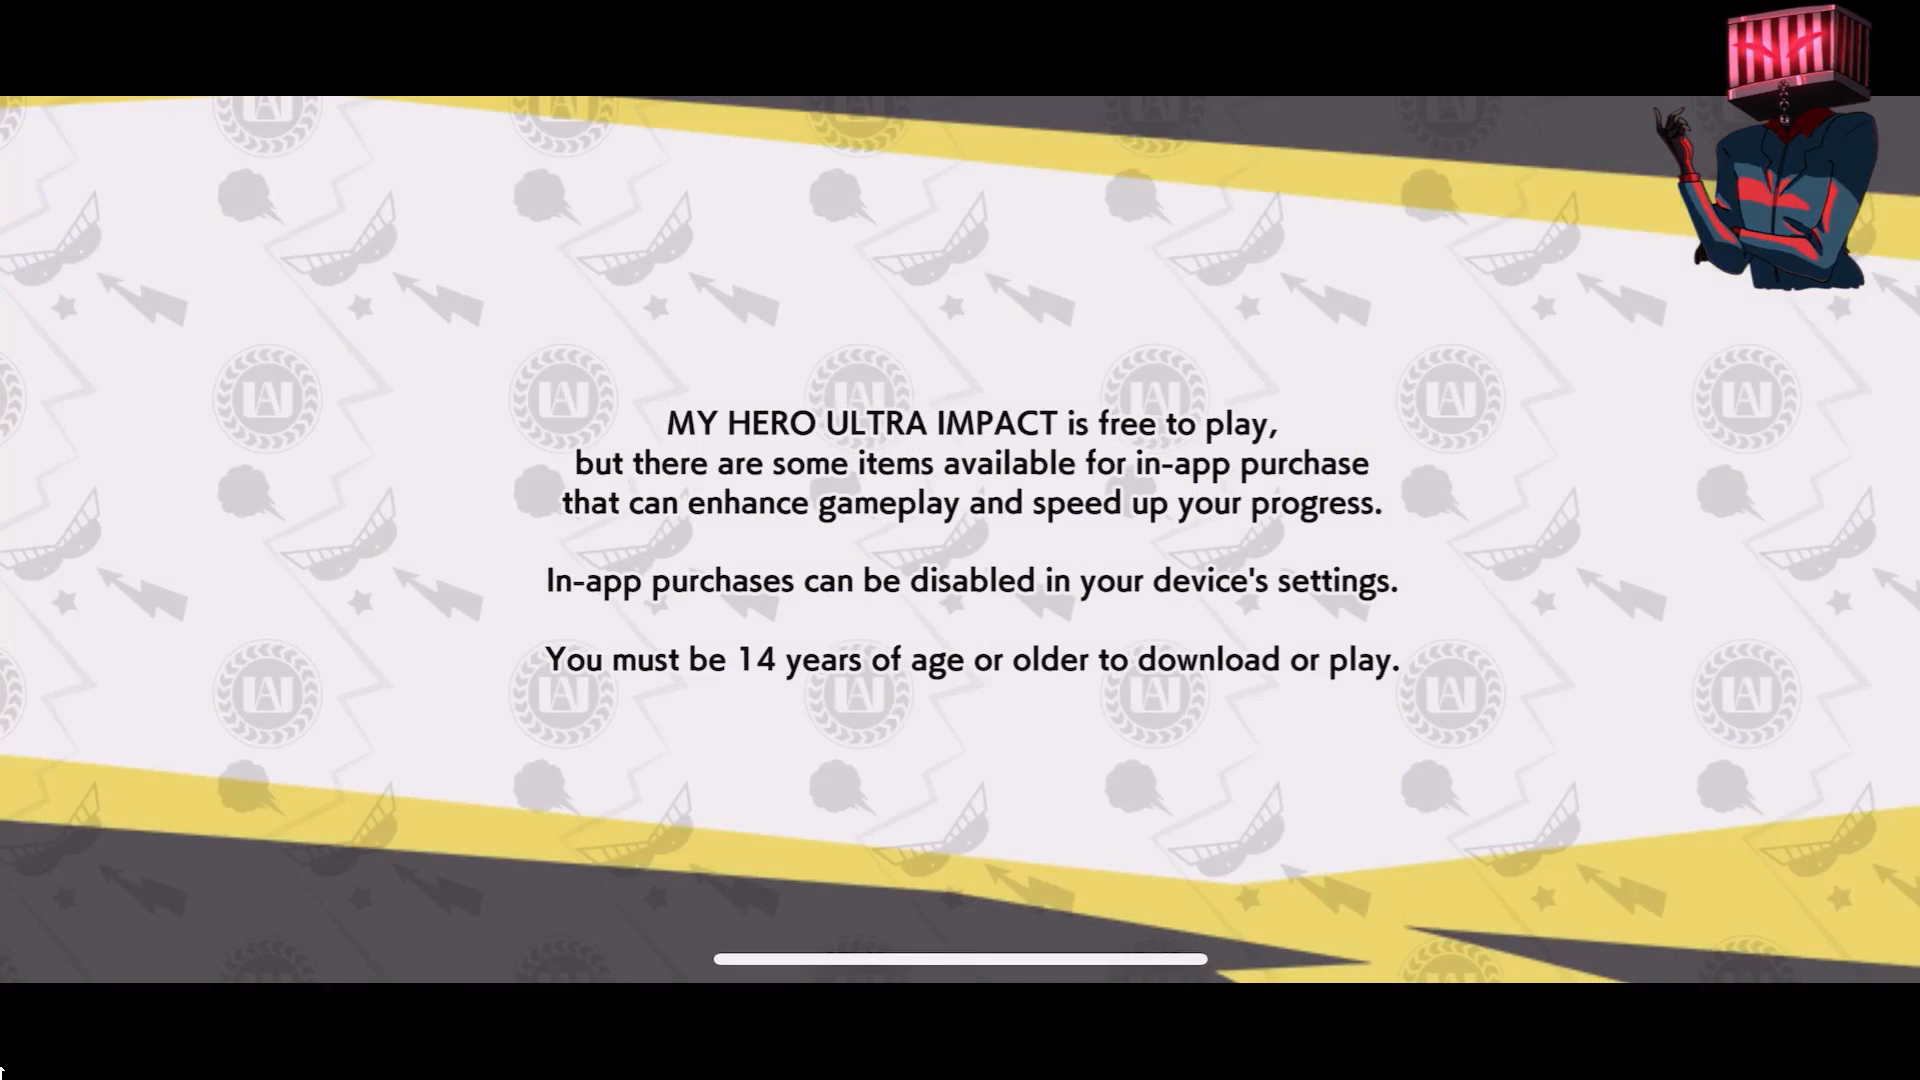 MY HERO ULTRA IMPACT is free to play,
but there are some items available for in-app purchase
that can enhance gameplay and speed up your progress.
In-app purchases can be disabled in your device's settings.
You must be 14 years of age or older to download or play.